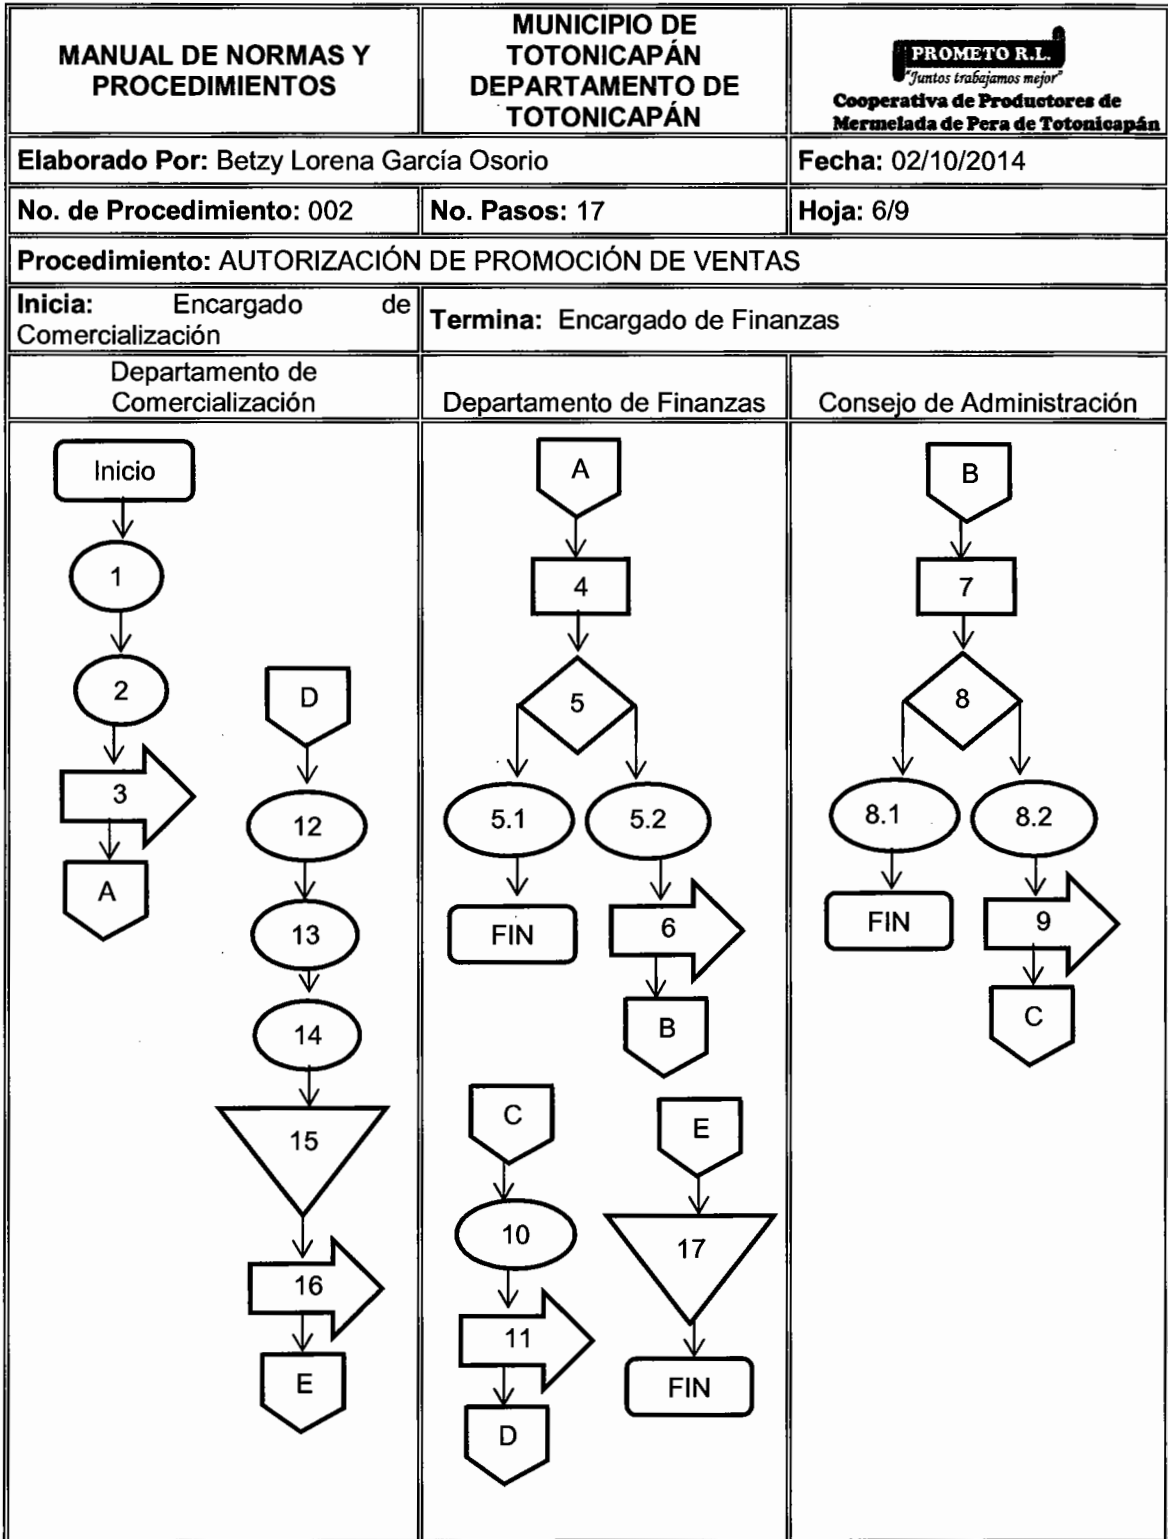 MANUAL DE NORMAS Y
PROCEDIMIENTOS
MUNICIPIO DE
TOTONICAPÁN
DEPARTAMENTO DE
TOTONICAPÁN
PROMETO R.L.
"Juntos trabajamos mejor"
Cooperativa de Productores de
Mermelada de Pera de Totonicapán
Elaborado Por: Betzy Lorena García Osorio
Fecha: 02/10/2014
No. de Procedimiento: 002
No. Pasos: 17
Hoja: 6/9
Procedimiento: AUTORIZACIÓN DE PROMOCIÓN DE VENTAS
Inicia: Encargado de
Comercialización
Termina: Encargado de Finanzas
Departamento de
Comercialización
Departamento de Finanzas
Consejo de Administración
Inicio
1
2
3
A
D
12
13
14
15
16
E
A
4
5
5.1
5.2
FIN
6
B
C
10
11
D
E
17
FIN
B
7
8
8.1
8.2
FIN
9
C